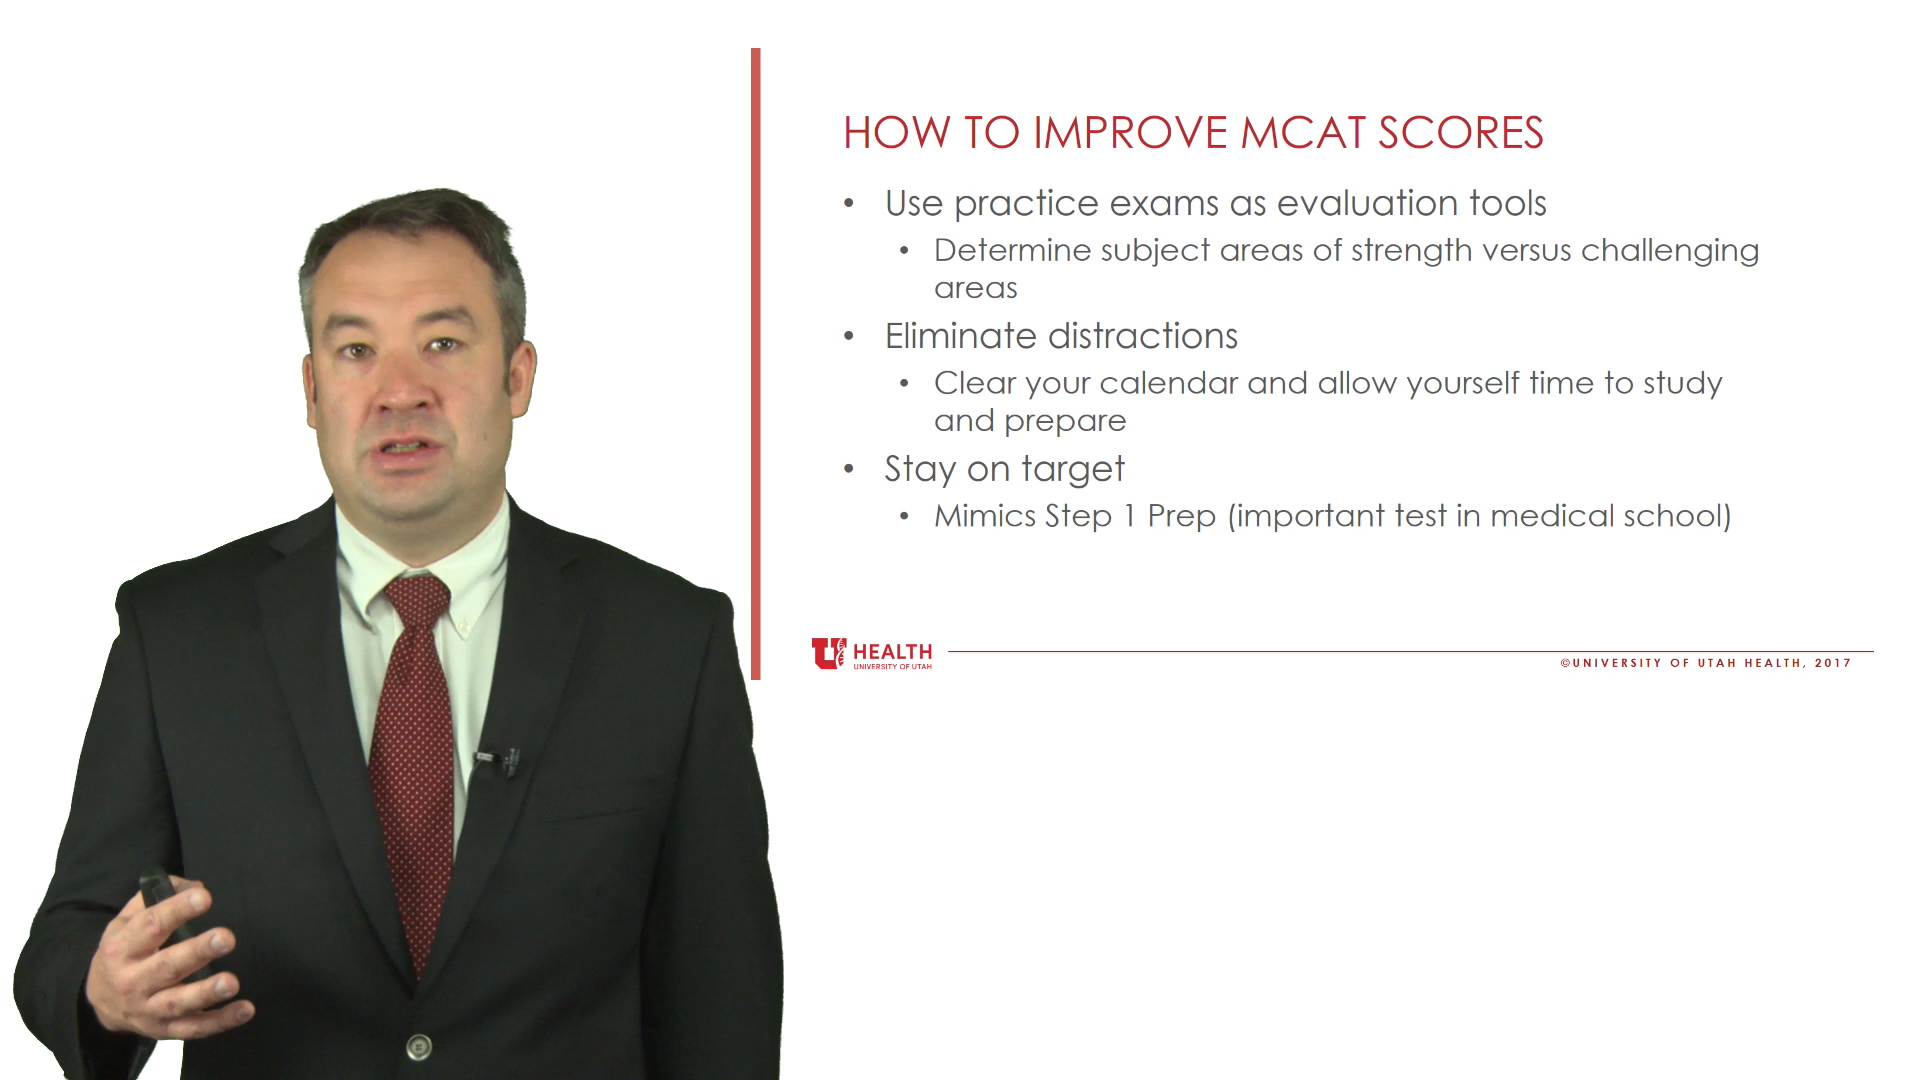 HOW TO IMPROVE MCAT SCORES
• Use practice exams as evaluation tools
• Determine subject areas of strength versus challenging
areas
• Eliminate distractions
• Clear your calendar and allow yourself time to study
and prepare
• Stay on target
• Mimics Step 1 Prep (important test in medical school)
U HEALTH
UNIVERSITY OF UTAH
©UNIVERSITY OF UTAH HEALTH, 2017